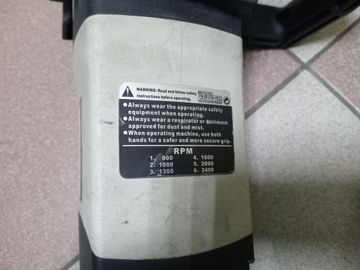 WARNING: Read and follow safety
instructions before operating.
●Always wear the appropriate safety
equipment when operating.
●Always wear a respirator or dustmask
approved for dust and mist.
●When operating machine, use both
hands for a safer and more secure grip.
RPM
1. 800 4. 1600
2. 1000 5. 2000
3. 1300 6. 2400